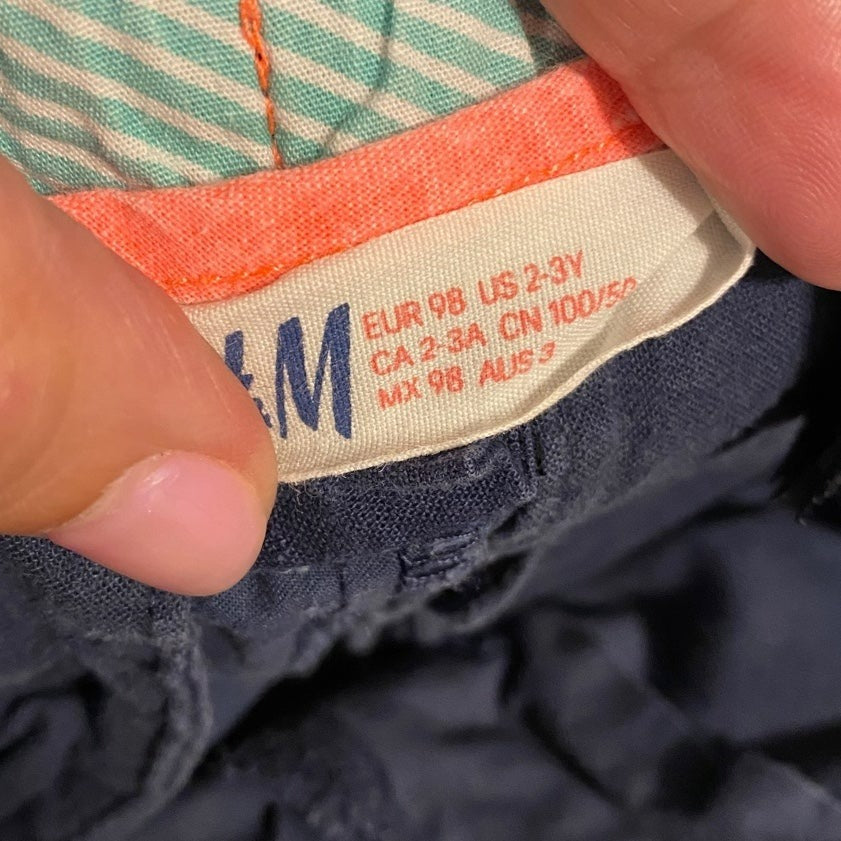 &M
EUR 98 US 2-3Y
CA 2-3A CN 100/50
MX 98 AUS 3